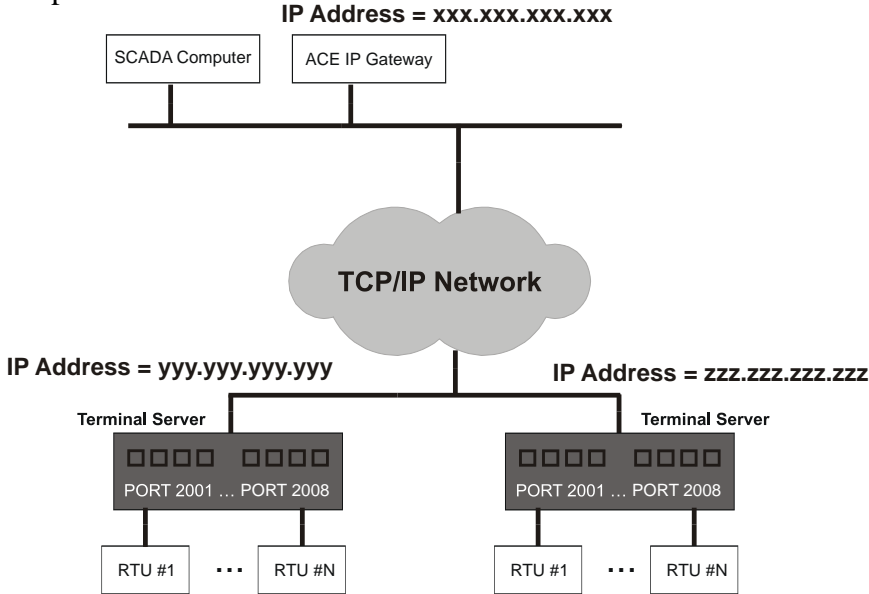 IP Address = xxx.xxx.xxx.xxx
SCADA Computer
ACE IP Gateway
TCP/IP Network
IP Address = yyy.yyy.yyy.yyy
IP Address = zzz.zzz.zzz.zzz
Terminal Server
Terminal Server
PORT 2001 ... PORT 2008
PORT 2001 ... PORT 2008
RTU #1 ... RTU #N
RTU #1 ... RTU #N